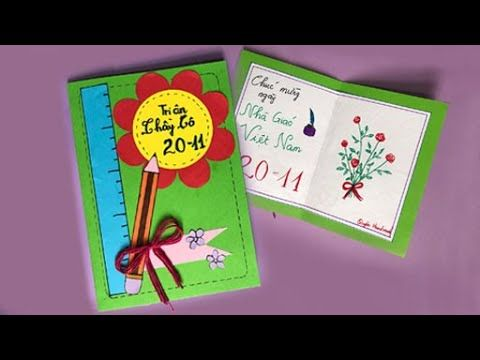 Tri ân
Thầy Cô
20-11
Chúc mừng
ngày
Nhà Giáo
Việt Nam
20-11